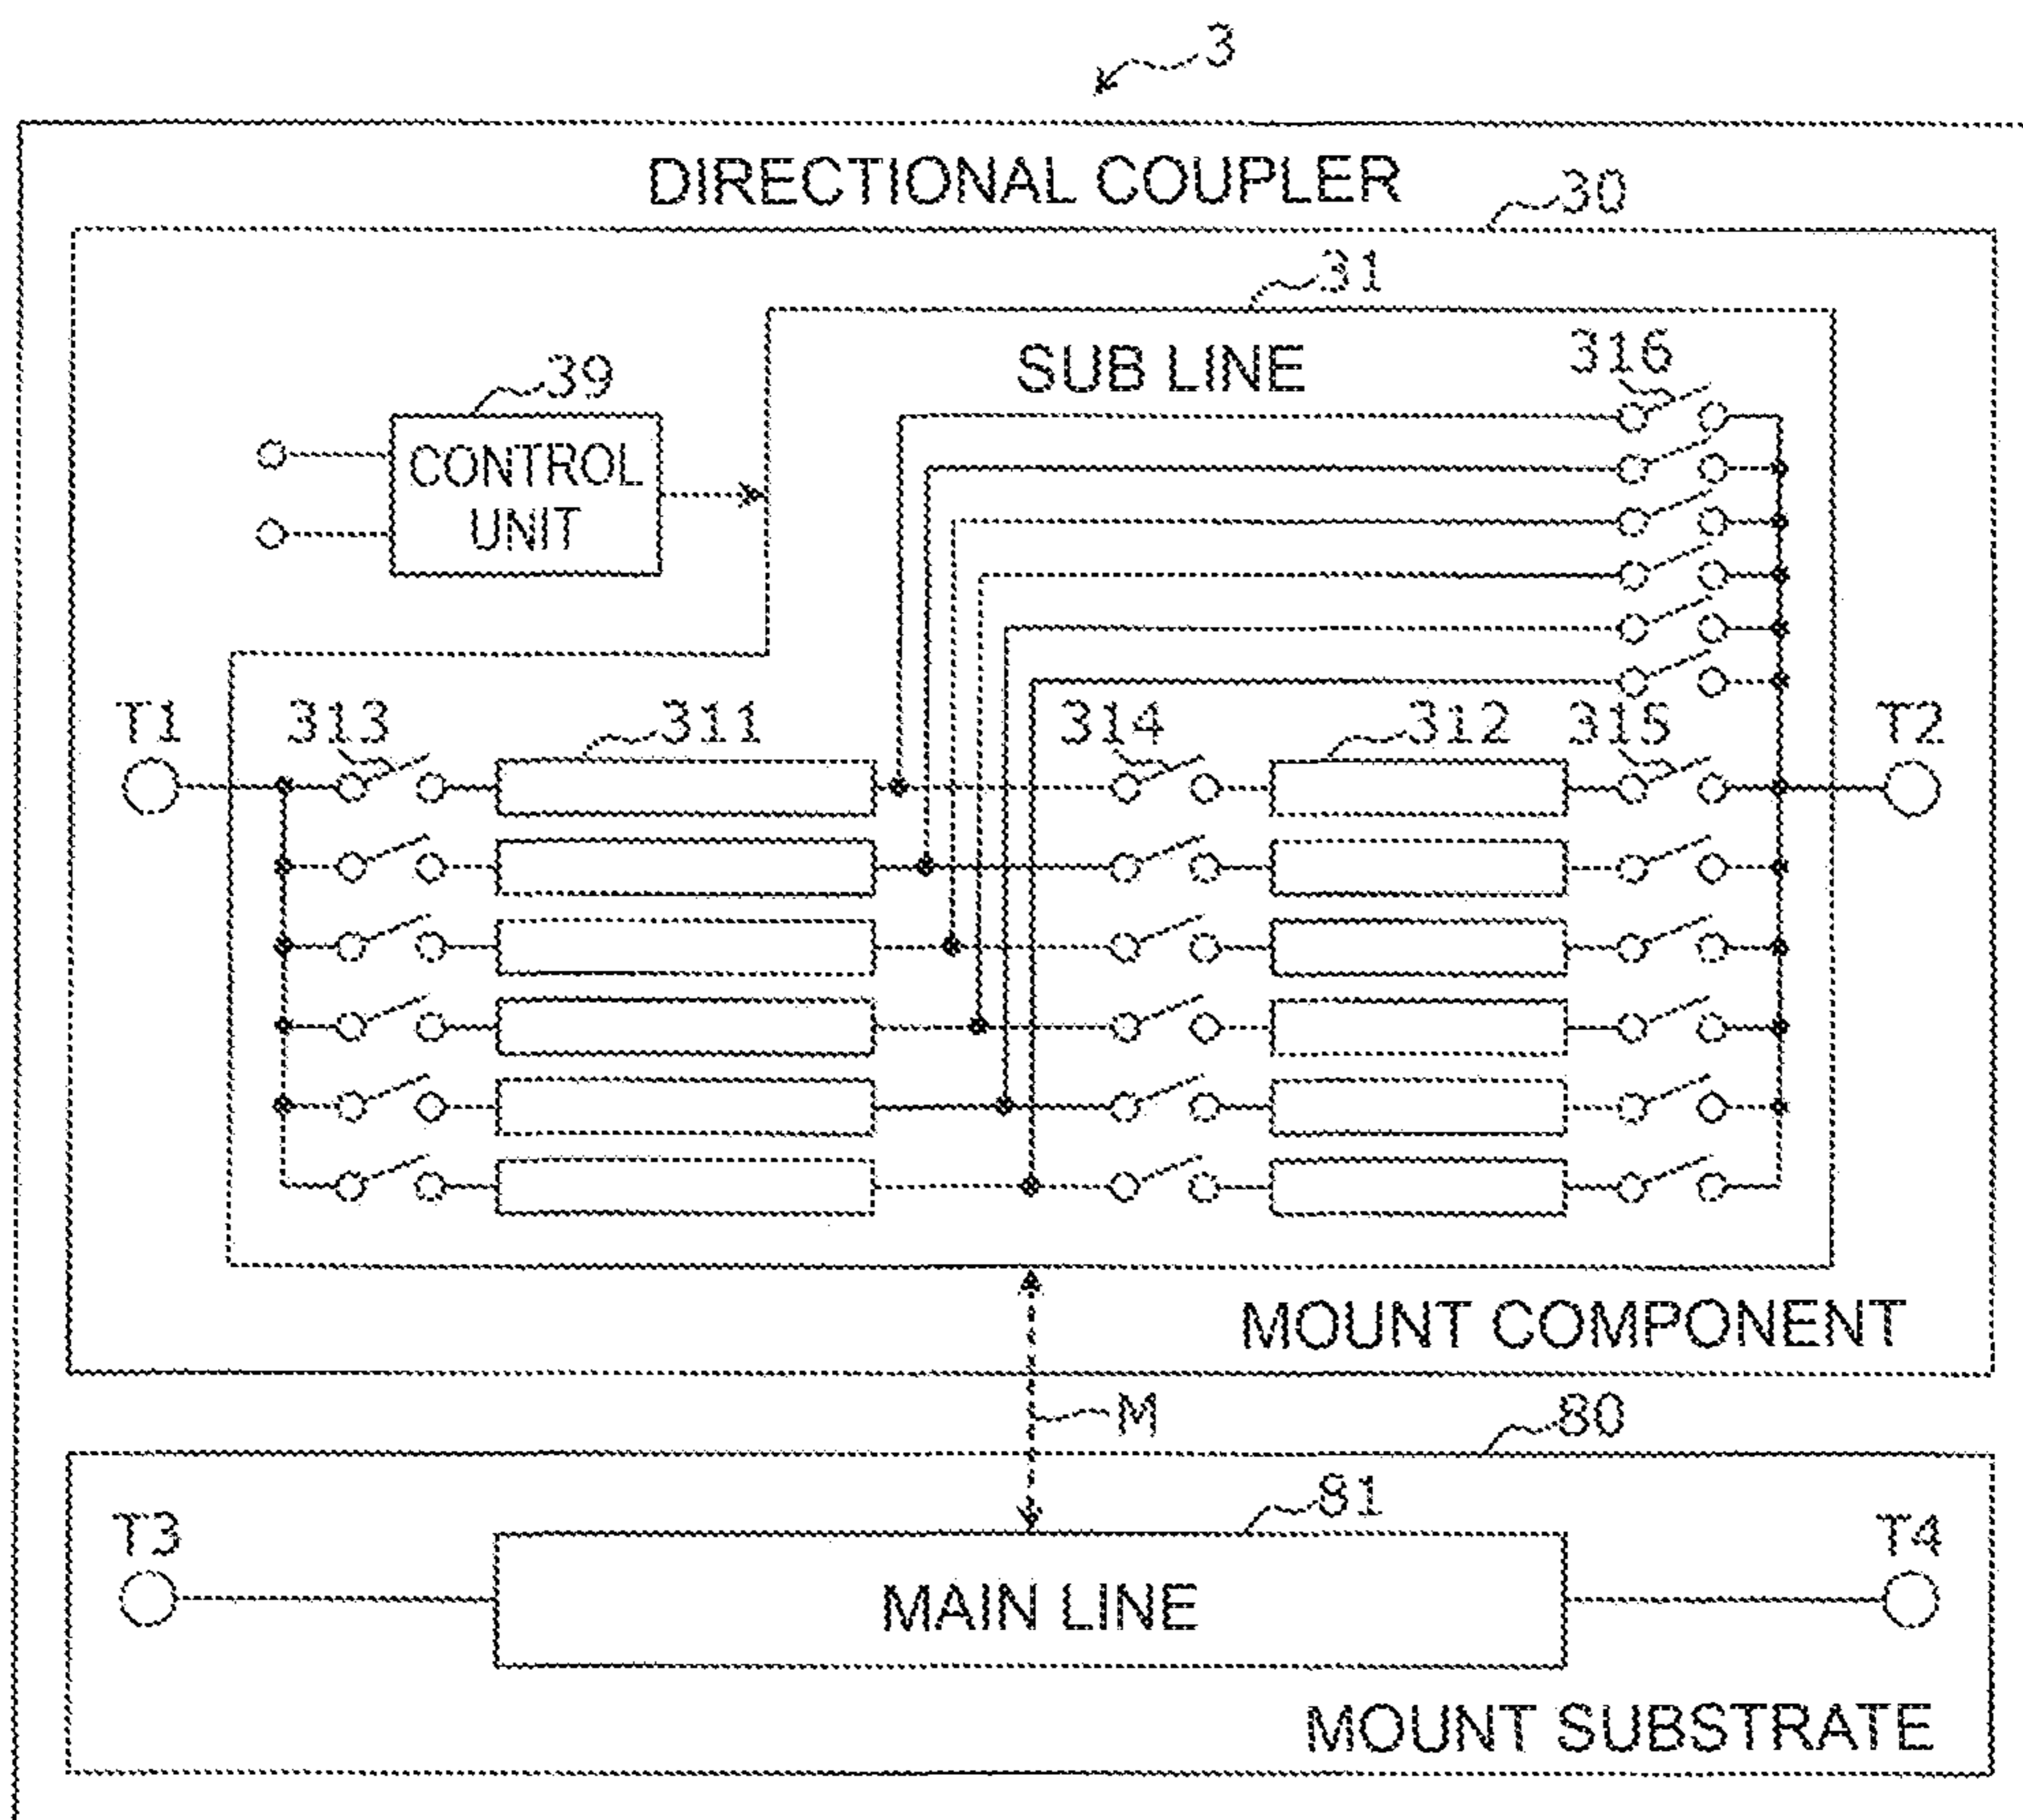 3
DIRECTIONAL COUPLER
30
31
SUB LINE
316
39
CONTROL
UNIT
T1
313
311
314
312
315
T2
MOUNT COMPONENT
M
80
81
T3
MAIN LINE
T4
MOUNT SUBSTRATE